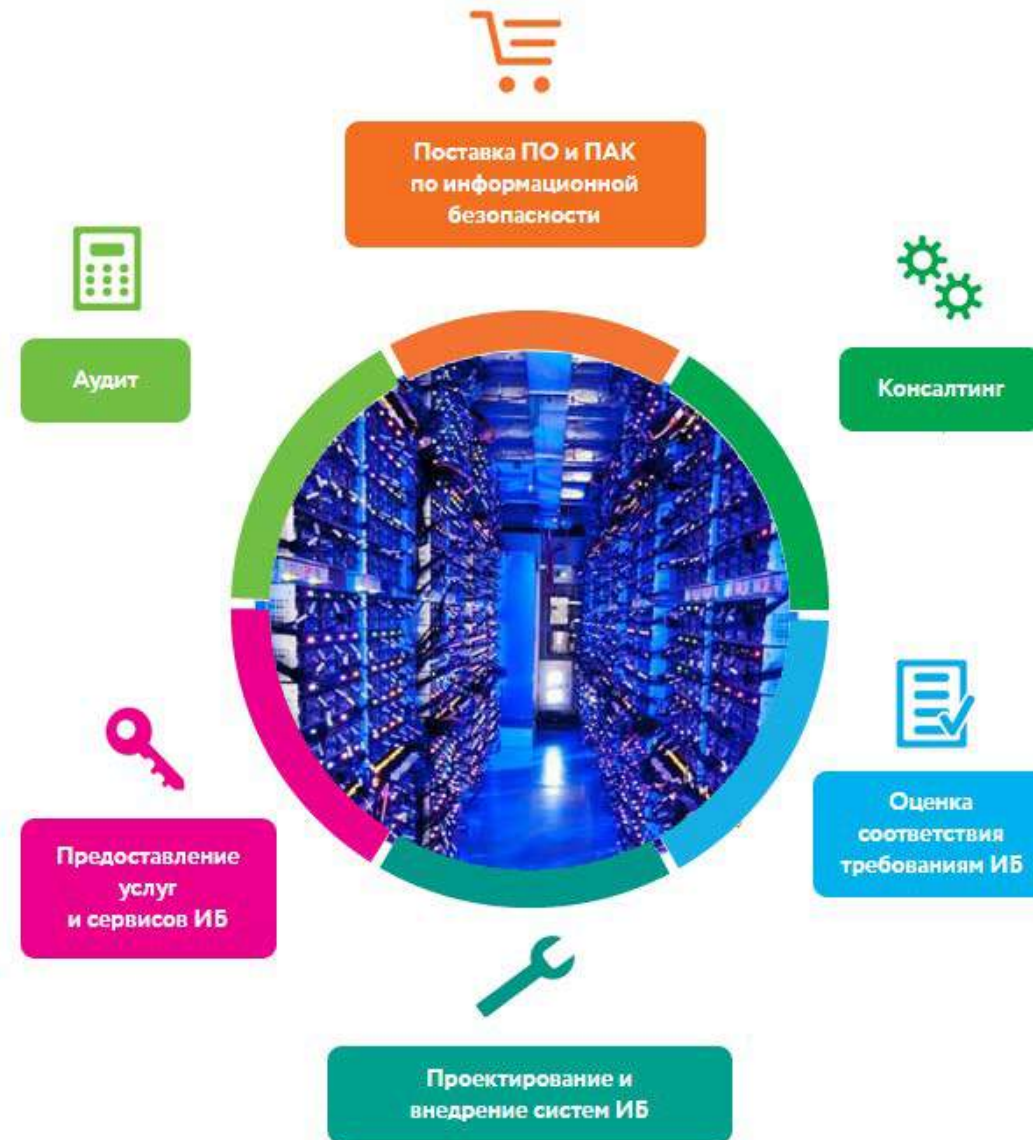 Поставка ПО и ПАК
по информационной
безопасности
Аудит
Консалтинг
Оценка
соответствия
требованиям ИБ
Предоставление
услуг
и сервисов ИБ
Проектирование и
внедрение систем ИБ